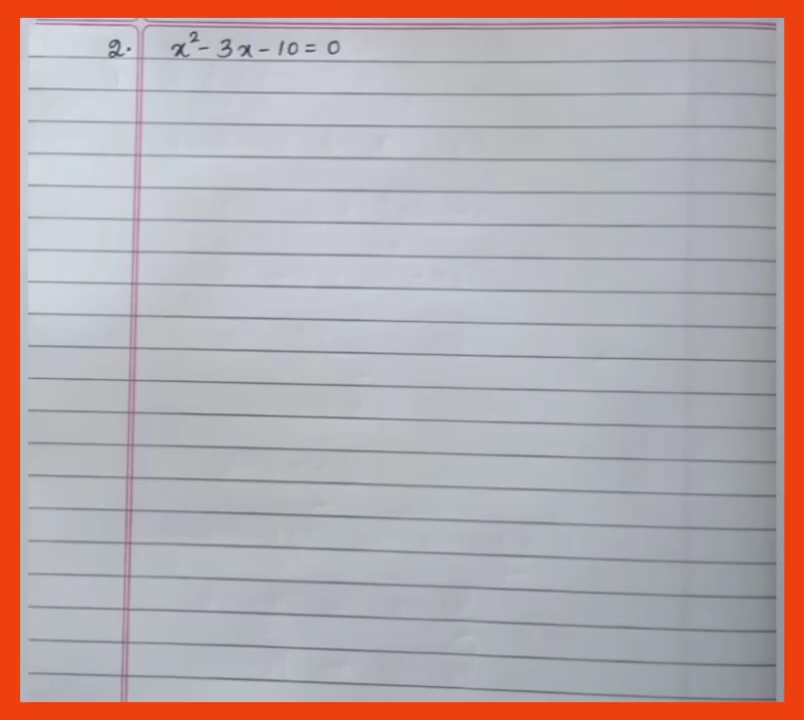 2. x² - 3x - 10 = 0